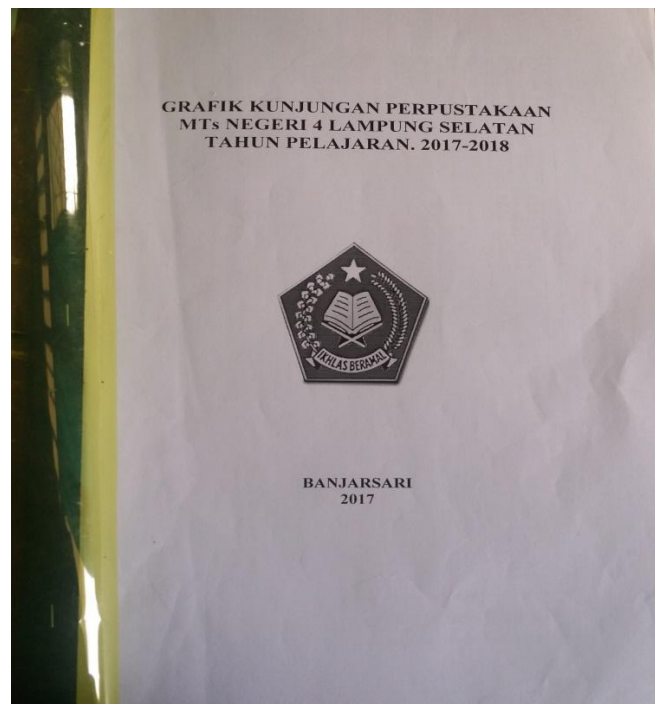 GRAFIK KUNJUNGAN PERPUSTAKAAN
MTs NEGERI 4 LAMPUNG SELATAN
TAHUN PELAJARAN. 2017-2018
IKHLAS BERAMAL
BANJARSARI
2017